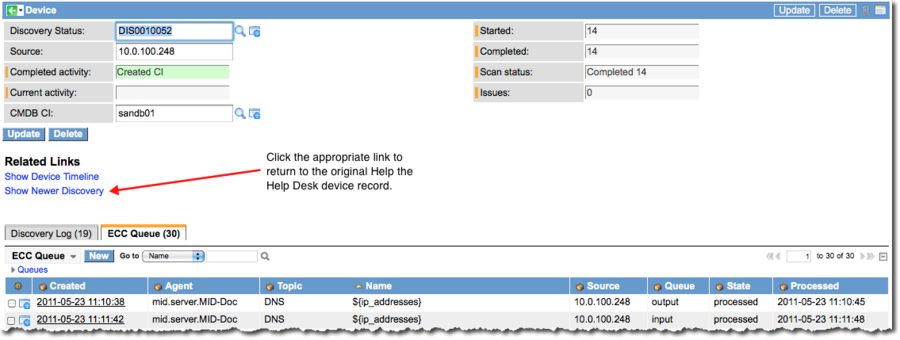 Device
Update Delete
Discovery Status: DIS0010052
Source: 10.0.100.248
Completed activity: Created CI
Current activity:
CMDB CI: sandb01
Started: 14
Completed: 14
Scan status: Completed 14
Issues: 0
Update Delete
Related Links
Show Device Timeline
Show Newer Discovery
Click the appropriate link to
return to the original Help the
Help Desk device record.
Discovery Log (19) ECC Queue (30)
ECC Queue New Go to Name 1 to 30 of 30
Queues
Created Agent Topic Name Source Queue State Processed
2011-05-23 11:10:38 mid.server.MID-Doc DNS ${ip_addresses} 10.0.100.248 output processed 2011-05-23 11:10:45
2011-05-23 11:11:42 mid.server.MID-Doc DNS ${ip_addresses} 10.0.100.248 input processed 2011-05-23 11:11:48